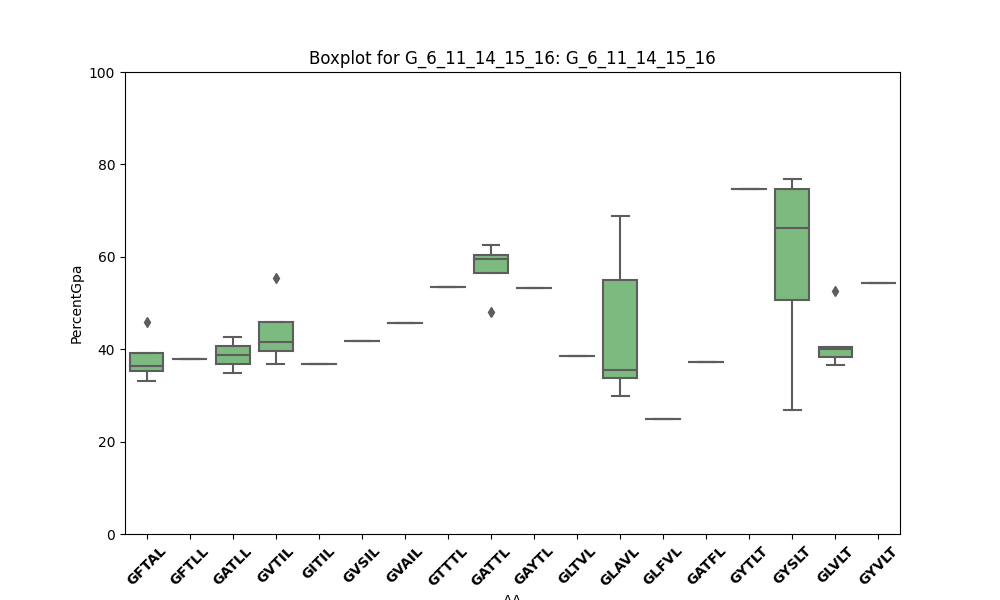 Boxplot for G_6_11_14_15_16: G_6_11_14_15_16
100
80
60
40
20
0
PercentGpa
GFTAL GFTLL GATLL GVTIL GITIL GVSIL GVAIL GTTTL GATTL GAYTL GLTVL GLAVL GLFVL GATFL GYTLT GYSLT GLVLT GYVLT
AA